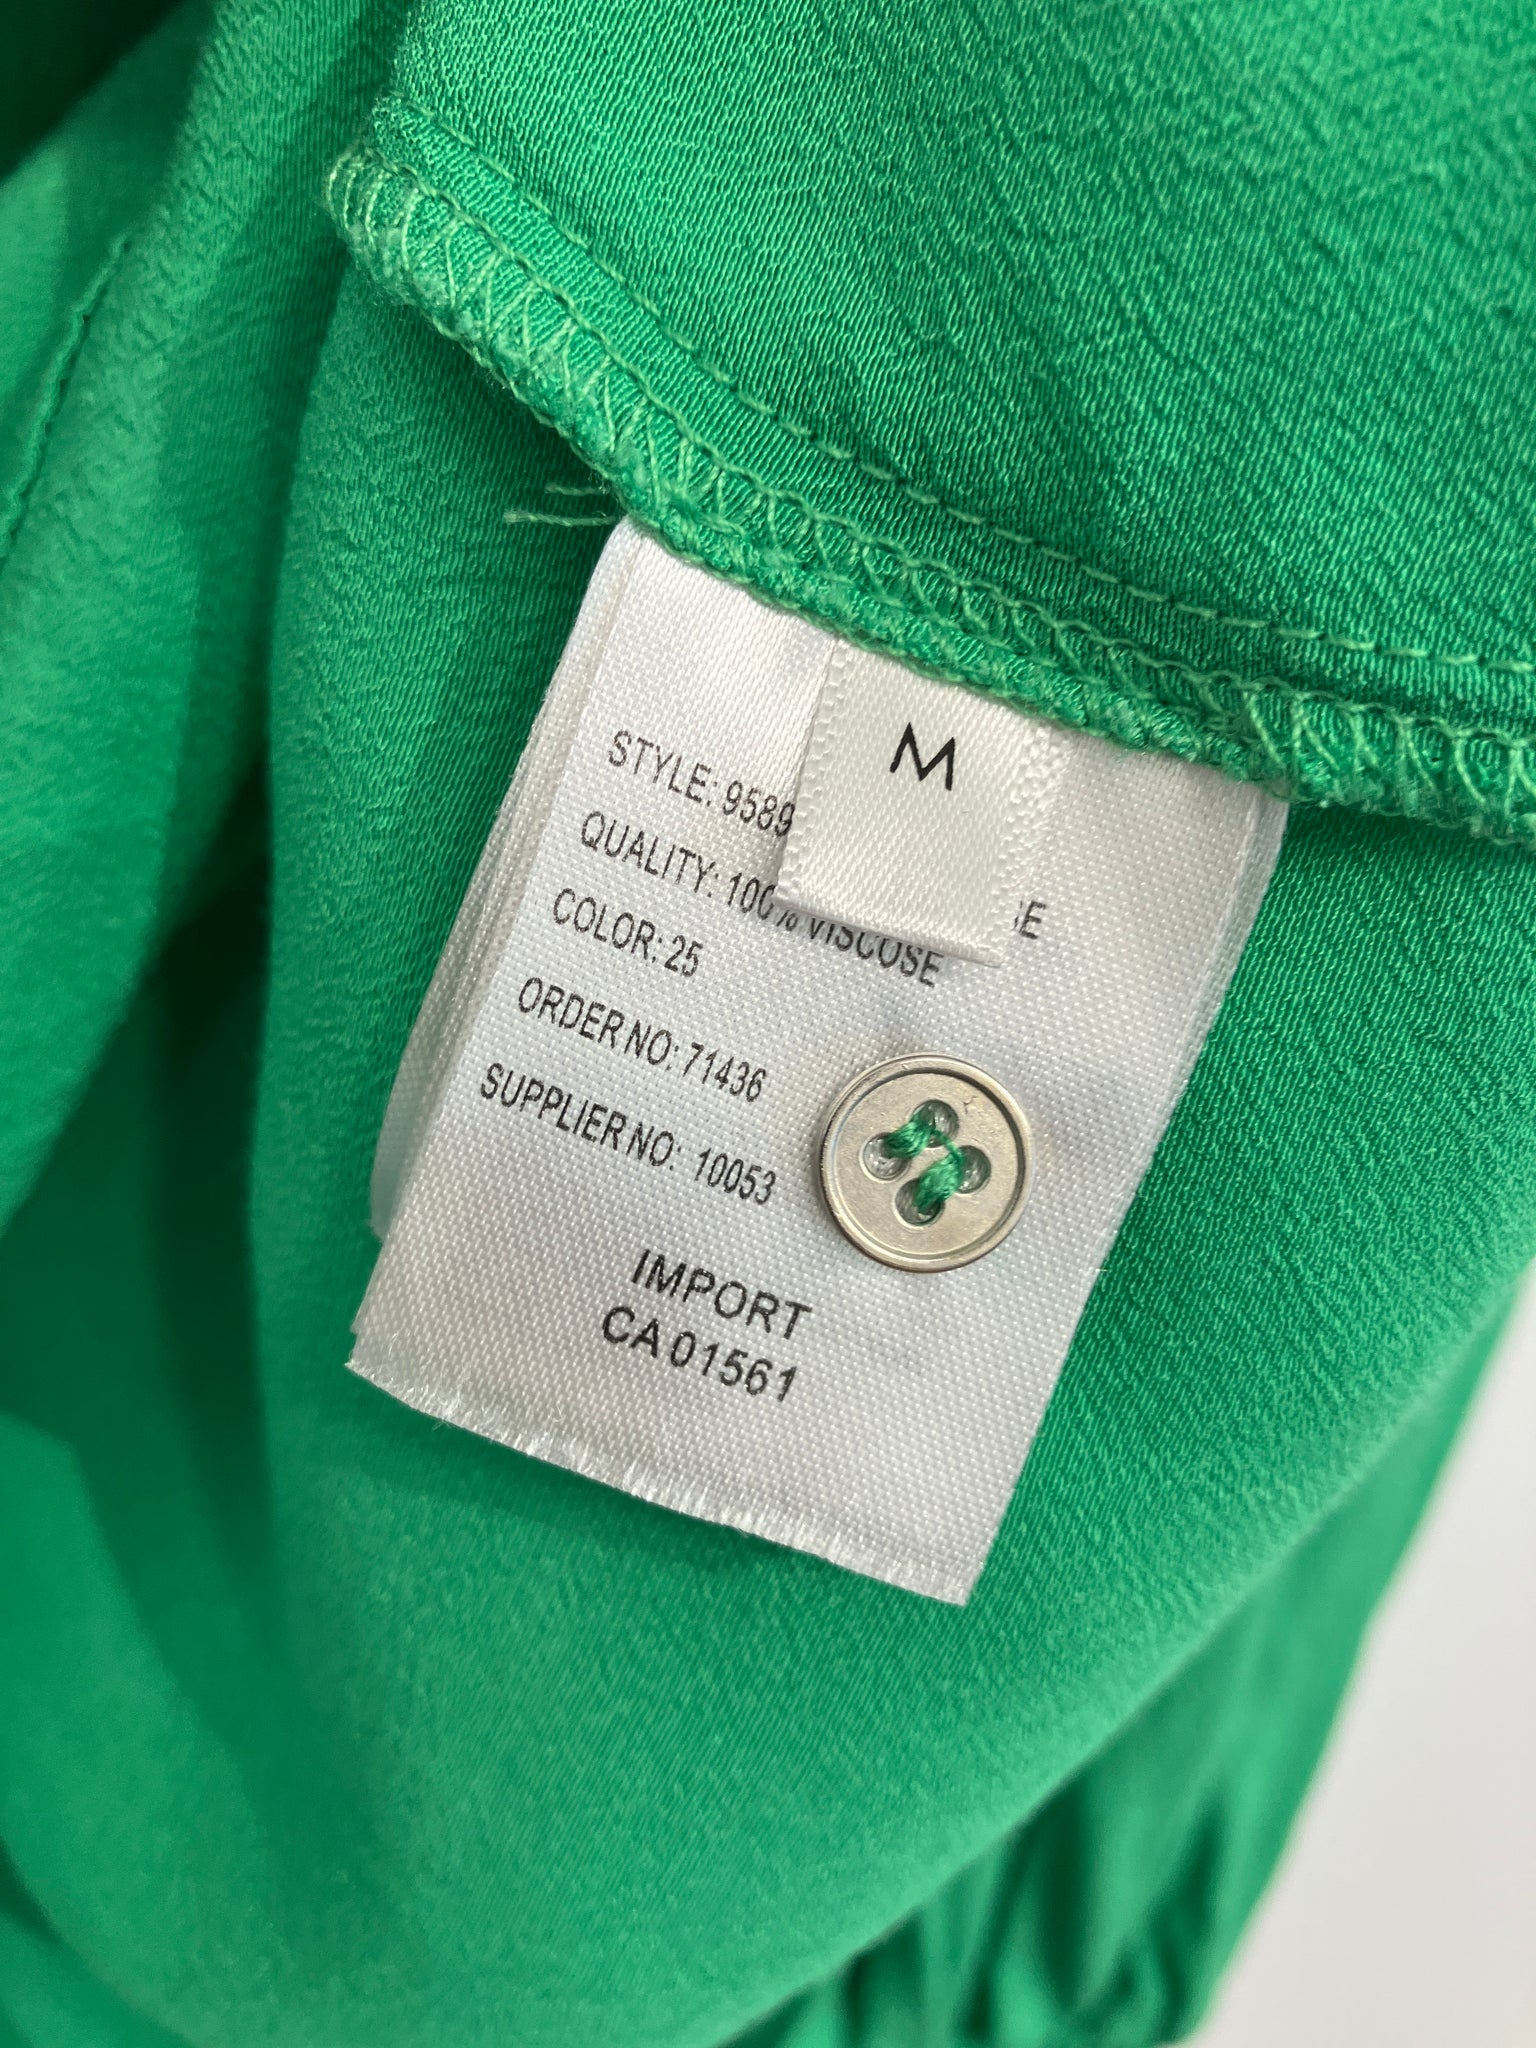 M
STYLE: 9589
QUALITY: 100% VISCOSE
COLOR: 25
ORDER NO: 71436
SUPPLIER NO: 10053
IMPORT
CA 01561